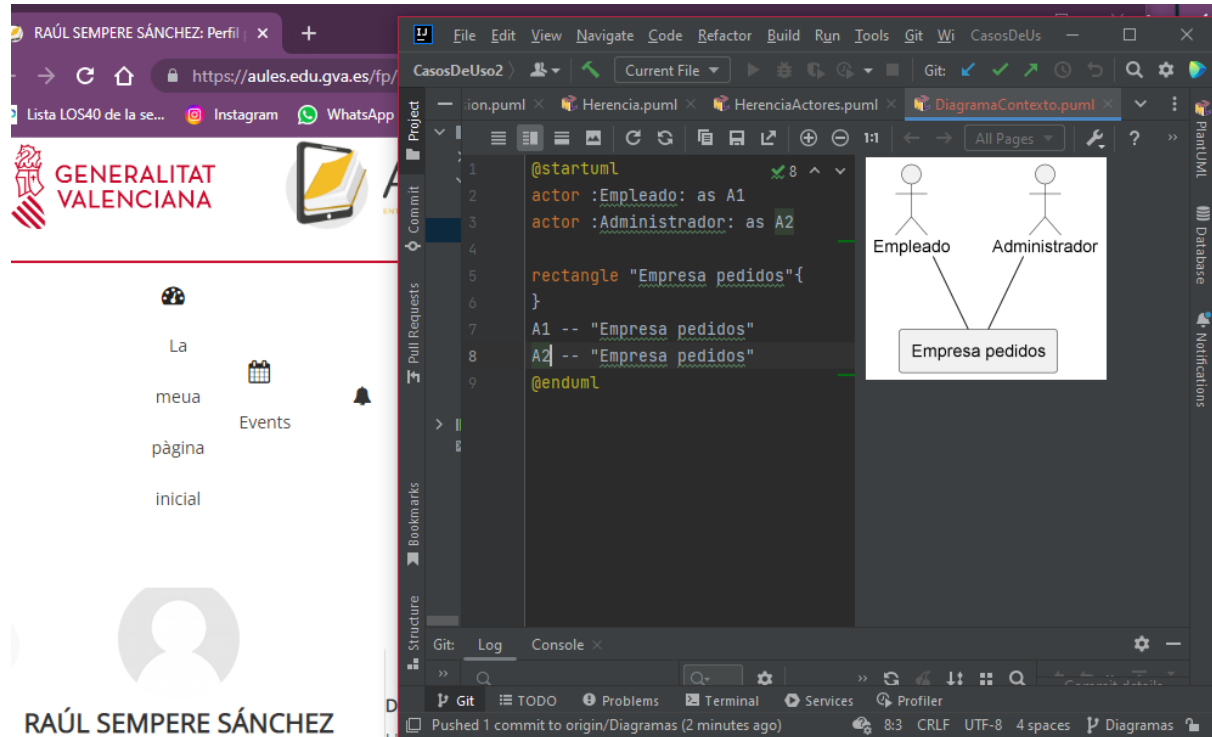 RAÚL SEMPERE SÁNCHEZ: Perfil
https://aules.edu.gva.es/fp/
Lista LOS40 de la se... Instagram WhatsApp
GENERALITAT
VALENCIANA
La
meua
pàgina
inicial
Events
RAÚL SEMPERE SÁNCHEZ
File Edit View Navigate Code Refactor Build Run Tools Git Wi CasosDeUs
CasosDeUso2 Current File Git:
sion.puml Herencia.puml HerenciaActores.puml DiagramaContexto.puml
1:1 All Pages ?
Project
Commit
Pull Requests
Bookmarks
Structure
1 @startuml 8
2 actor :Empleado: as A1
3 actor :Administrador: as A2
4
5 rectangle "Empresa pedidos"{
6 }
7 A1 -- "Empresa pedidos"
8 A2 -- "Empresa pedidos"
9 @enduml
Empleado Administrador
Empresa pedidos
PlantUML
Database
Notifications
Git: Log Console
Git TODO Problems Terminal Services Profiler
Pushed 1 commit to origin/Diagramas (2 minutes ago) 8:3 CRLF UTF-8 4 spaces Diagramas